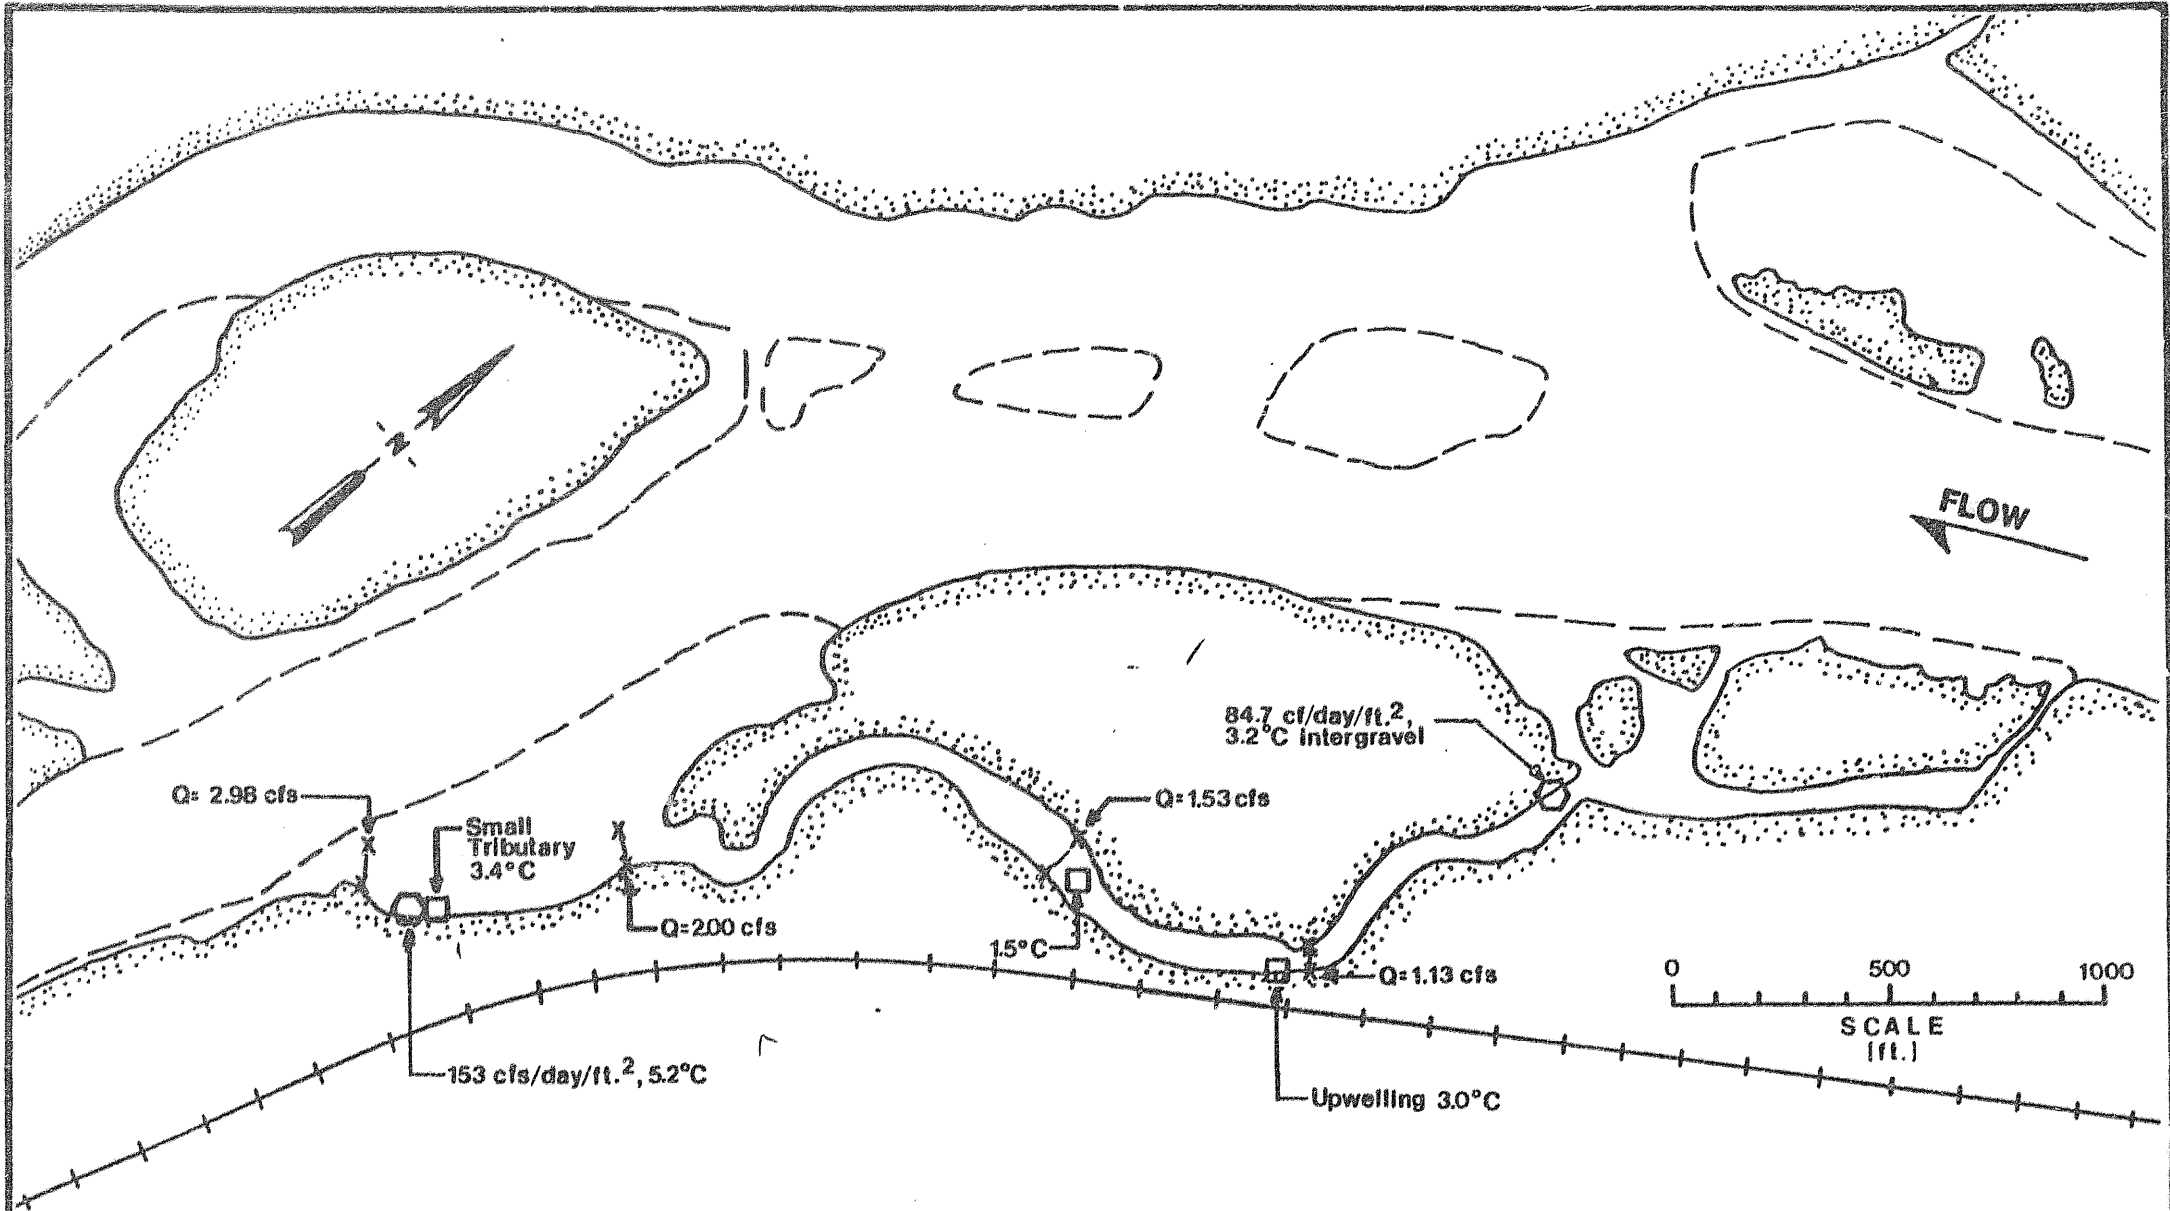 N
FLOW
84.7 cf/day/ft.2,
3.2°C Intergravel
Q= 2.98 cfs
Small
Tributary
3.4°C
Q=1.53 cfs
Q=2.00 cfs
1.5°C
Q=1.13 cfs
0 500 1000
SCALE
(ft.)
153 cfs/day/ft.2, 5.2°C
Upwelling 3.0°C